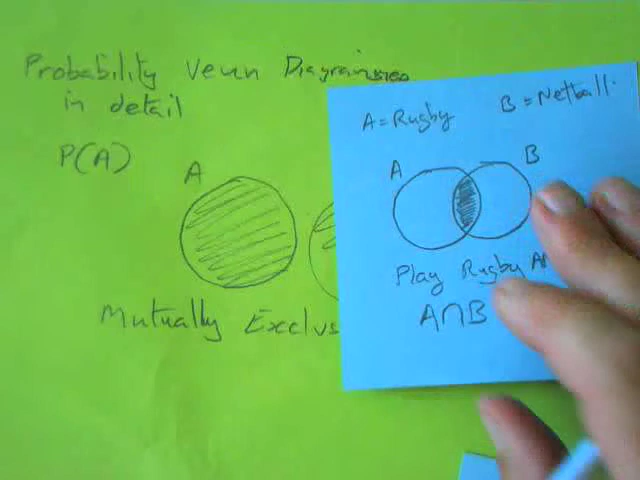 Probability Venn Diagrams
in detail
P(A)
A
Mutually Exclus
A = Rugby
B = Netball.
A
B
Play Rugby
A∩B